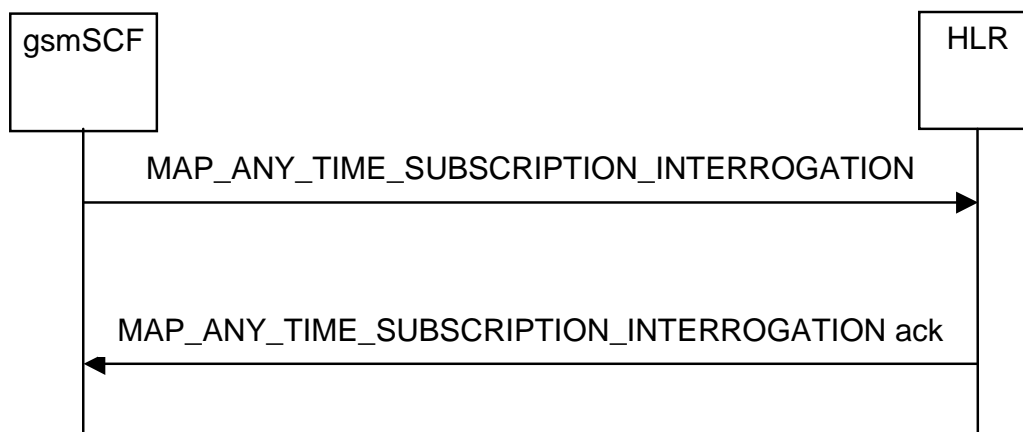 gsmSCF
HLR
MAP_ANY_TIME_SUBSCRIPTION_INTERROGATION
MAP_ANY_TIME_SUBSCRIPTION_INTERROGATION ack